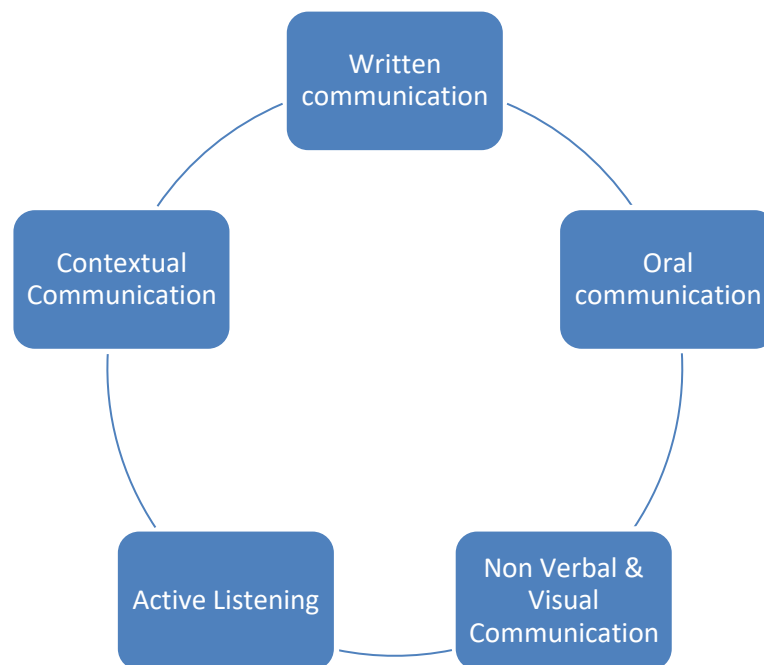 Written
communication
Oral
communication
Non Verbal &
Visual
Communication
Active Listening
Contextual
Communication